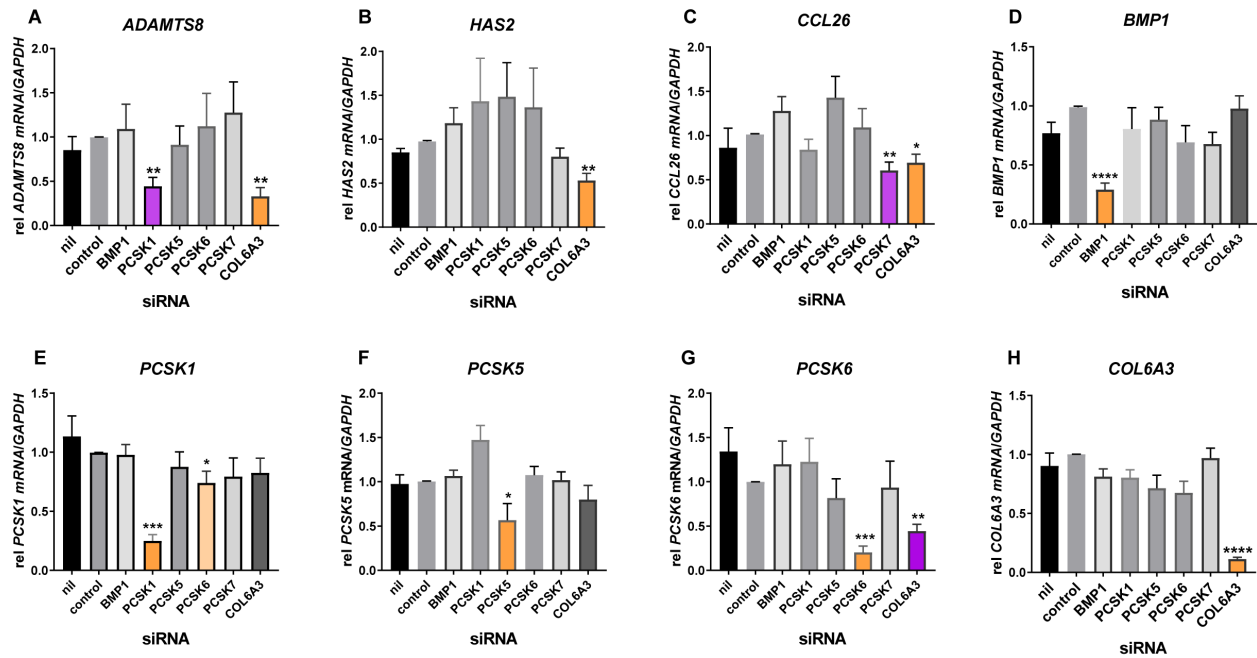 A
ADAMTS8
rel ADAMTS8 mRNA/GAPDH
2.0
1.5
1.0
0.5
0.0
**
**
nil
control
BMP1
PCSK1
PCSK5
PCSK6
PCSK7
COL6A3
siRNA
B
HAS2
rel HAS2 mRNA/GAPDH
2.0
1.5
1.0
0.5
0.0
**
nil
control
BMP1
PCSK1
PCSK5
PCSK6
PCSK7
COL6A3
siRNA
C
CCL26
rel CCL26 mRNA/GAPDH
2.0
1.5
1.0
0.5
0.0
**
*
nil
control
BMP1
PCSK1
PCSK5
PCSK6
PCSK7
COL6A3
siRNA
D
BMP1
rel BMP1 mRNA/GAPDH
1.5
1.0
0.5
0.0
****
nil
control
BMP1
PCSK1
PCSK5
PCSK6
PCSK7
COL6A3
siRNA
E
PCSK1
rel PCSK1 mRNA/GAPDH
1.5
1.0
0.5
0.0
***
*
nil
control
BMP1
PCSK1
PCSK5
PCSK6
PCSK7
COL6A3
siRNA
F
PCSK5
rel PCSK5 mRNA/GAPDH
2.0
1.5
1.0
0.5
0.0
*
nil
control
BMP1
PCSK1
PCSK5
PCSK6
PCSK7
COL6A3
siRNA
G
PCSK6
rel PCSK6 mRNA/GAPDH
2.0
1.5
1.0
0.5
0.0
***
**
nil
control
BMP1
PCSK1
PCSK5
PCSK6
PCSK7
COL6A3
siRNA
H
COL6A3
rel COL6A3 mRNA/GAPDH
1.5
1.0
0.5
0.0
****
nil
control
BMP1
PCSK1
PCSK5
PCSK6
PCSK7
COL6A3
siRNA